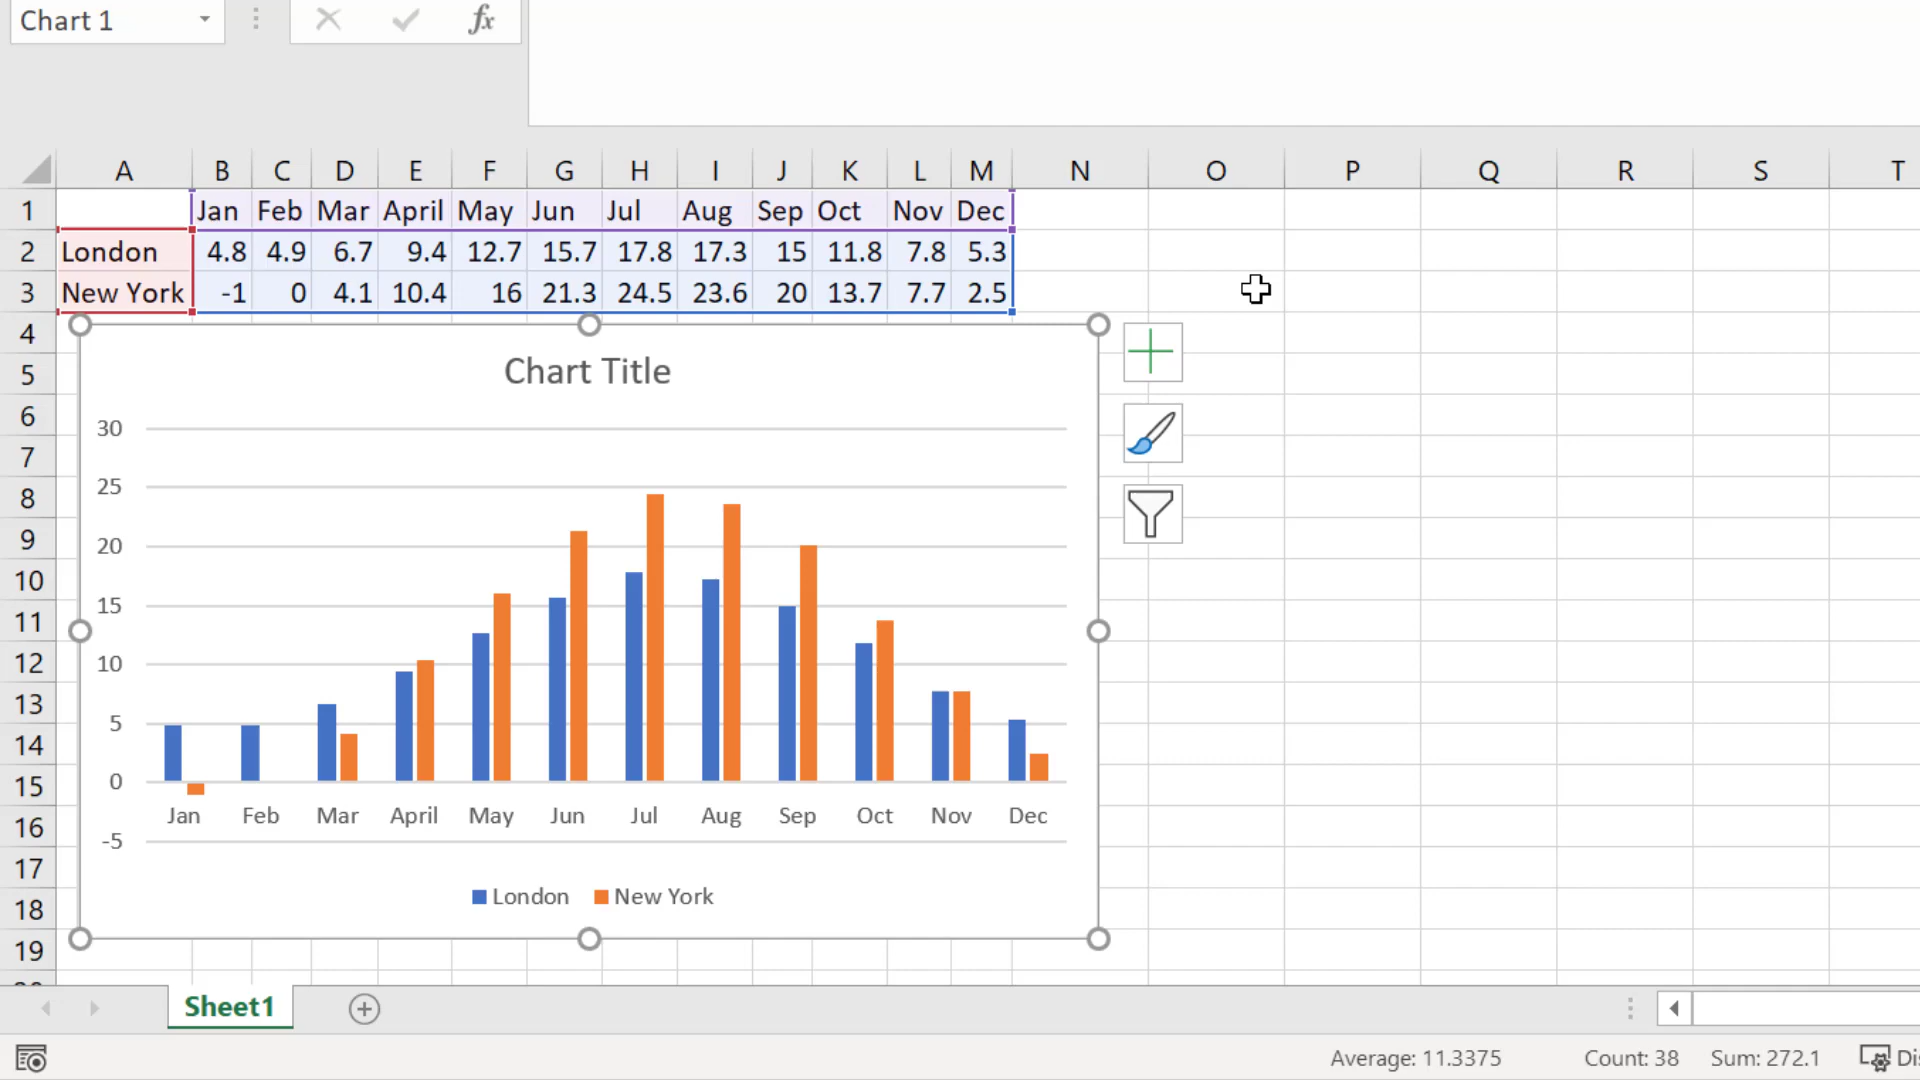 Chart 1
fx
A B C D E F G H I J K L M N O P Q R S T
1 Jan Feb Mar April May Jun Jul Aug Sep Oct Nov Dec
2 London 4.8 4.9 6.7 9.4 12.7 15.7 17.8 17.3 15 11.8 7.8 5.3
3 New York -1 0 4.1 10.4 16 21.3 24.5 23.6 20 13.7 7.7 2.5
4
5
6
7
8
9
10
11
12
13
14
15
16
17
18
19
Chart Title
30
25
20
15
10
5
0
Jan Feb Mar April May Jun Jul Aug Sep Oct Nov Dec
-5
London New York
Sheet1
Average: 11.3375 Count: 38 Sum: 272.1